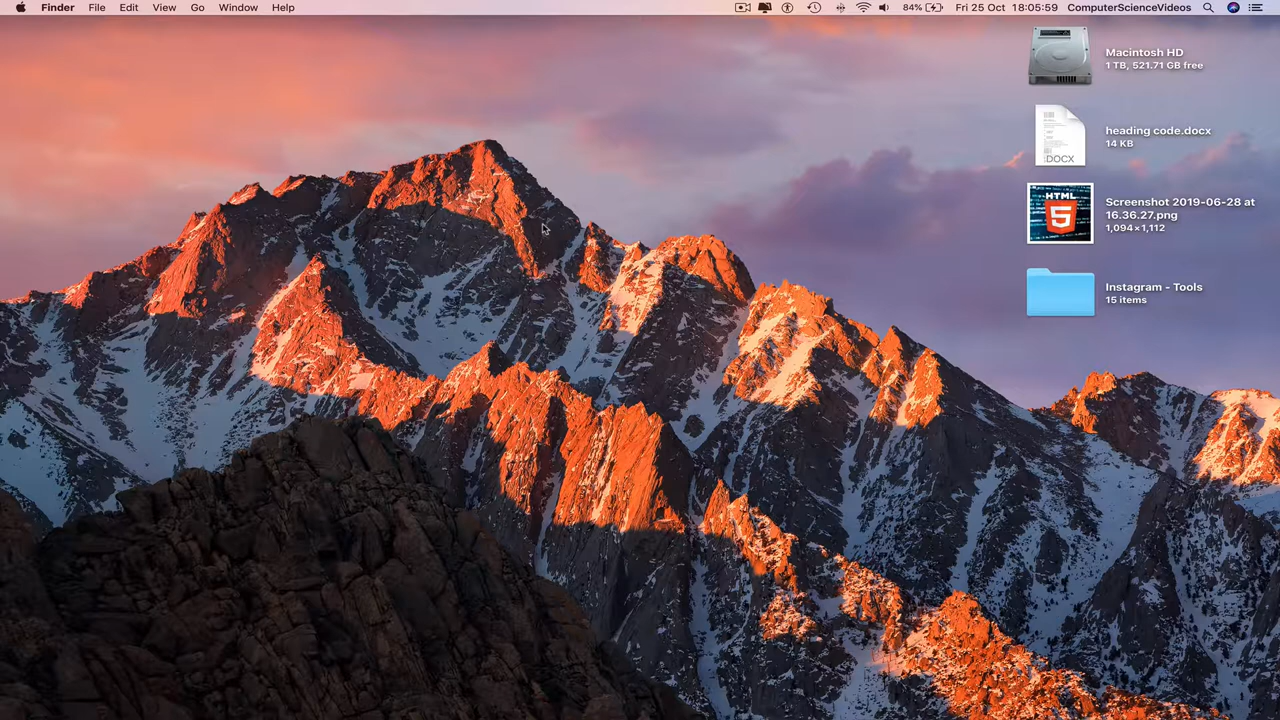 Finder File Edit View Go Window Help 84% Fri 25 Oct 18:05:59 ComputerScienceVideos
Macintosh HD
1 TB, 521.71 GB free
heading code.docx
14 KB
DOCX
HTML
5
Screenshot 2019-06-28 at
16.36.27.png
1,094×1,112
Instagram - Tools
15 items